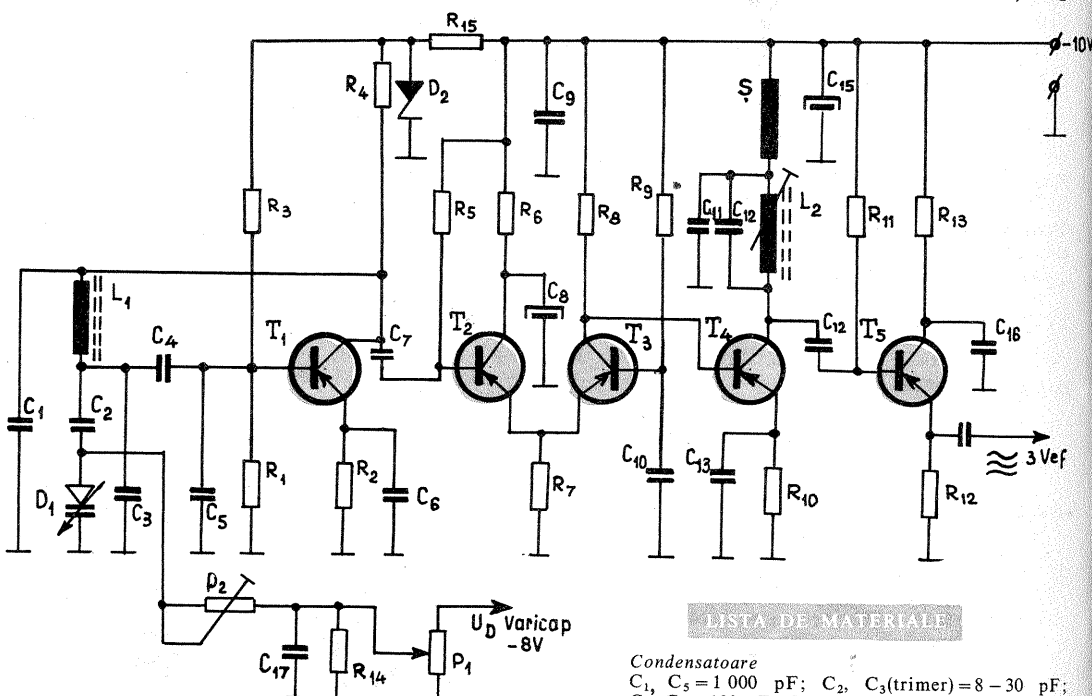 R15
-10V
R4
D2
C9
Ș
C15
R3
R5
R6
R8
R9
C11
C12
L2
R11
R13
L1
C4
T1
C7
T2
C8
T3
T4
C12
T5
C16
C1
C2
D1
C3
C5
R1
R2
C6
R7
C10
C13
R10
R12
3 Vef
P2
C17
R14
P1
UD Varicap
-8V
LISTA DE MATERIALE
Condensatoare
C1, C5 = 1 000 pF; C2, C3(trimer) = 8 – 30 pF;